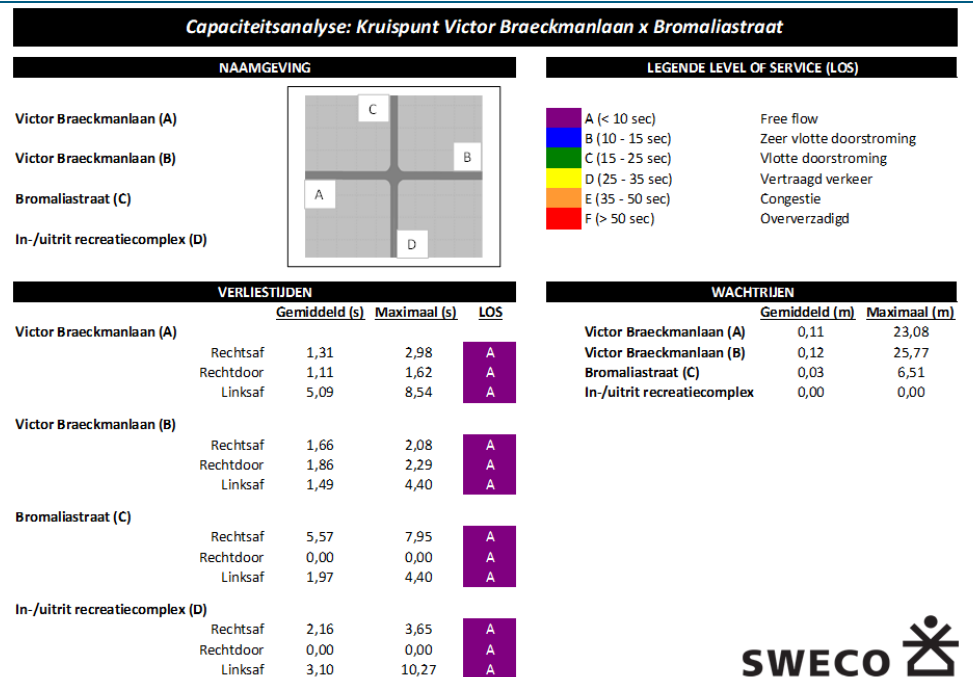 Capaciteitsanalyse: Kruispunt Victor Braeckmanlaan x Bromaliastraat
NAAMGEVING
Victor Braeckmanlaan (A)
Victor Braeckmanlaan (B)
Bromaliastraat (C)
In-/uitrit recreatiecomplex (D)
C
B
A
D
LEGENDE LEVEL OF SERVICE (LOS)
A (< 10 sec) Free flow
B (10 - 15 sec) Zeer vlotte doorstroming
C (15 - 25 sec) Vlotte doorstroming
D (25 - 35 sec) Vertraagd verkeer
E (35 - 50 sec) Congestie
F (> 50 sec) Oververzadigd
VERLIESTIJDEN
Gemiddeld (s) Maximaal (s) LOS
Victor Braeckmanlaan (A)
Rechtsaf 1,31 2,98 A
Rechtdoor 1,11 1,62 A
Linksaf 5,09 8,54 A
Victor Braeckmanlaan (B)
Rechtsaf 1,66 2,08 A
Rechtdoor 1,86 2,29 A
Linksaf 1,49 4,40 A
Bromaliastraat (C)
Rechtsaf 5,57 7,95 A
Rechtdoor 0,00 0,00 A
Linksaf 1,97 4,40 A
In-/uitrit recreatiecomplex (D)
Rechtsaf 2,16 3,65 A
Rechtdoor 0,00 0,00 A
Linksaf 3,10 10,27 A
WACHTRIJEN
Gemiddeld (m) Maximaal (m)
Victor Braeckmanlaan (A) 0,11 23,08
Victor Braeckmanlaan (B) 0,12 25,77
Bromaliastraat (C) 0,03 6,51
In-/uitrit recreatiecomplex 0,00 0,00
SWECO